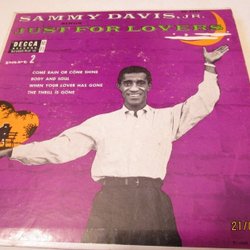 SAMMY DAVIS, JR.
JUST FOR LOVERS
DECCA
PART 2
COME RAIN OR COME SHINE
BODY AND SOUL
WHEN YOUR LOVER HAS GONE
THE THRILL IS GONE